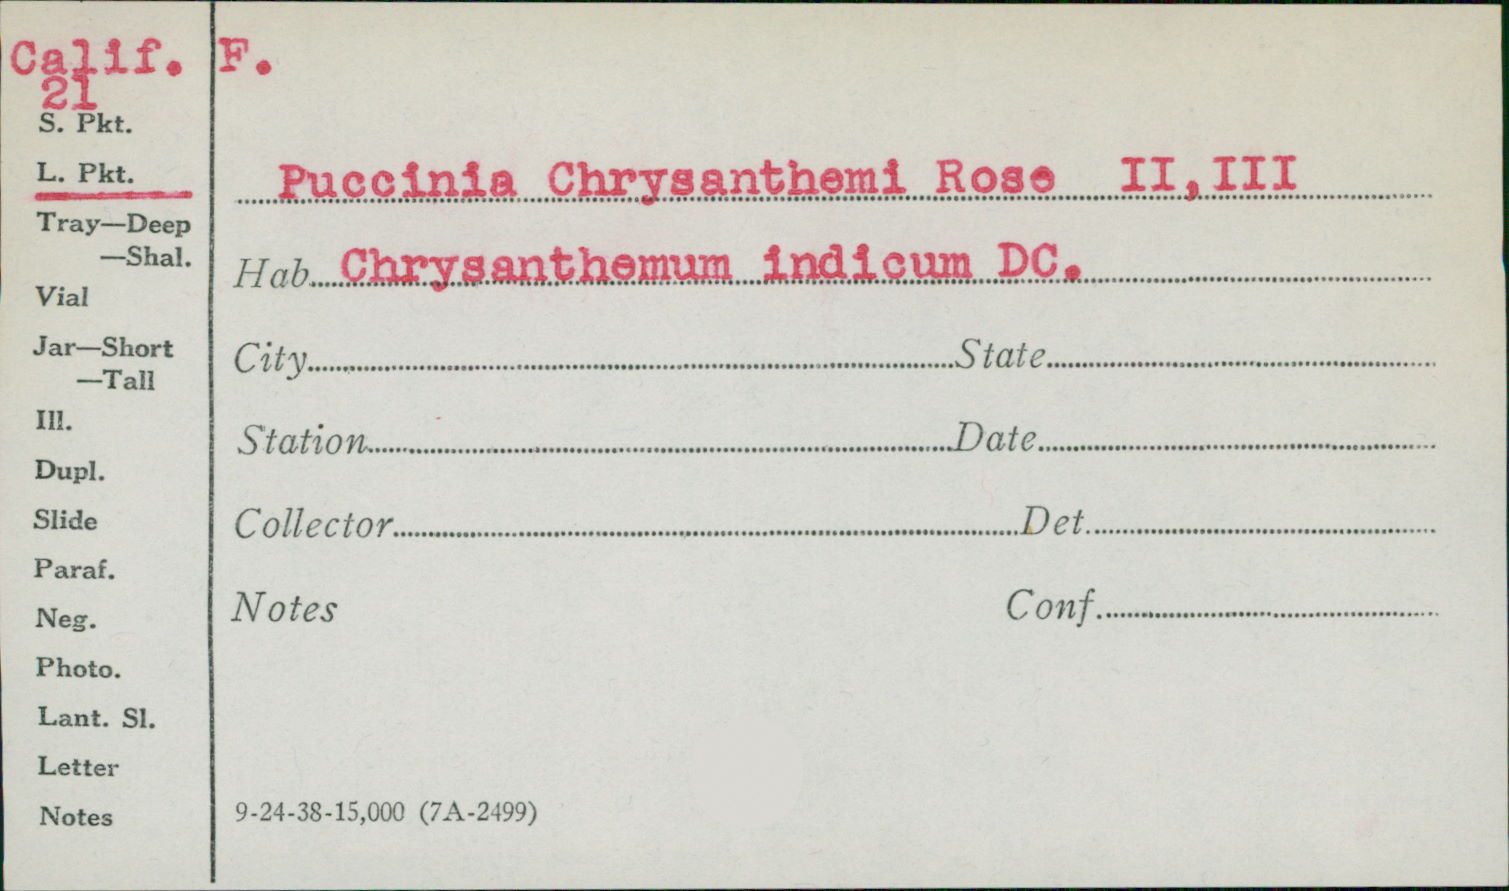 Calif. F.
21
S. Pkt.
L. Pkt.
Puccinia Chrysanthemi Rose II,III
Tray—Deep
—Shal.
Hab. Chrysanthemum indicum DC.
Vial
Jar—Short
—Tall
City State
Ill.
Station Date
Dupl.
Slide
Collector Det.
Paraf.
Neg.
Notes Conf.
Photo.
Lant. Sl.
Letter
Notes
9-24-38-15,000 (7A-2499)